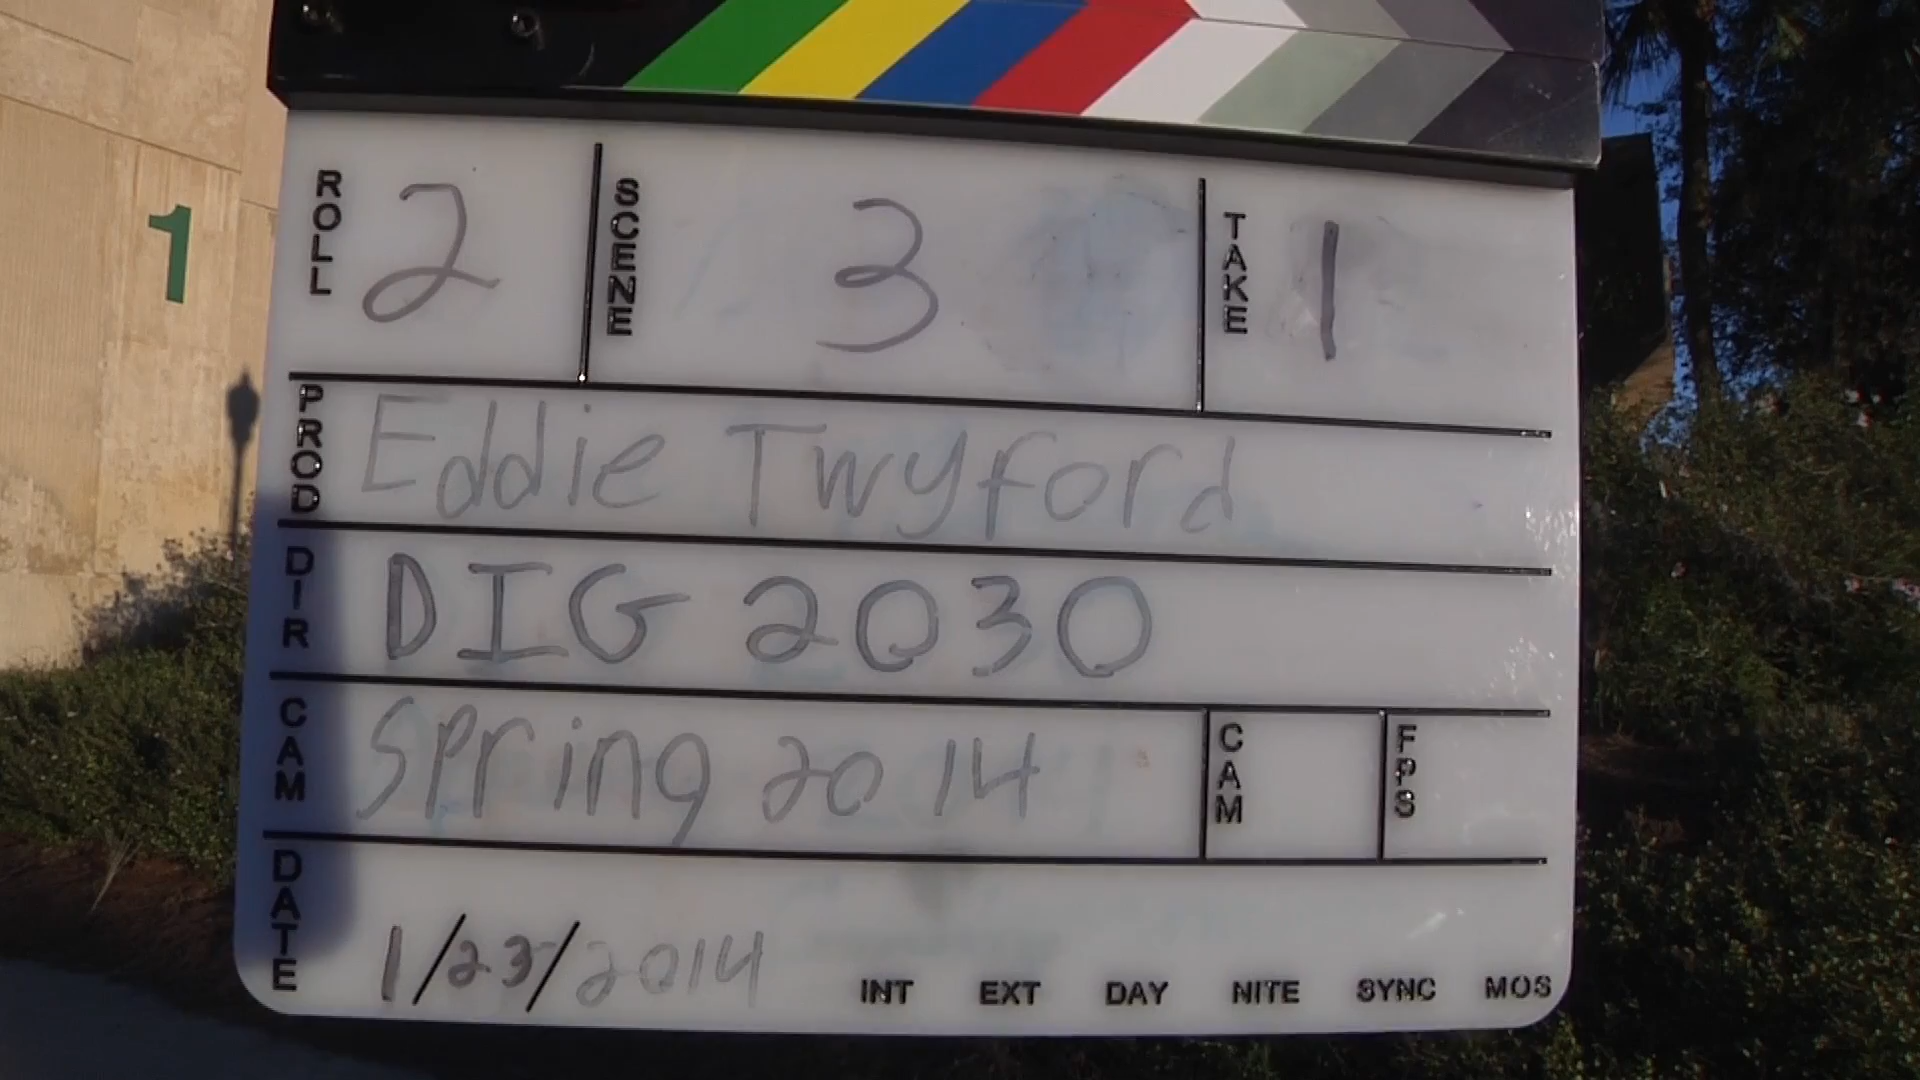 1
ROLL 2 SCENE 3 TAKE 1
PROD Eddie Twyford
DIR DIG 2030
CAM Spring 2014 CAM FPS
DATE 1/23/2014
INT EXT DAY NITE SYNC MOS